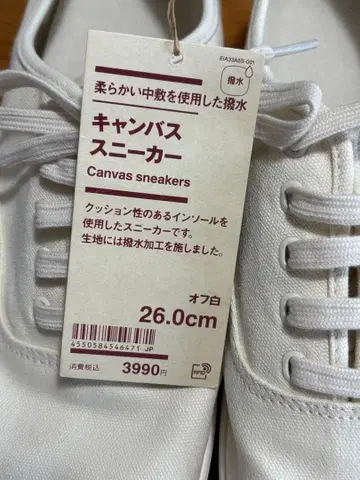 EIA33A6S-001
撥水
柔らかい中敷を使用した撥水
キャンバス
スニーカー
Canvas sneakers
クッション性のあるインソールを
使用したスニーカーです。
生地には撥水加工を施しました。
オフ白
26.0cm
4550584546471 JP
消費税込 3990円
RFID